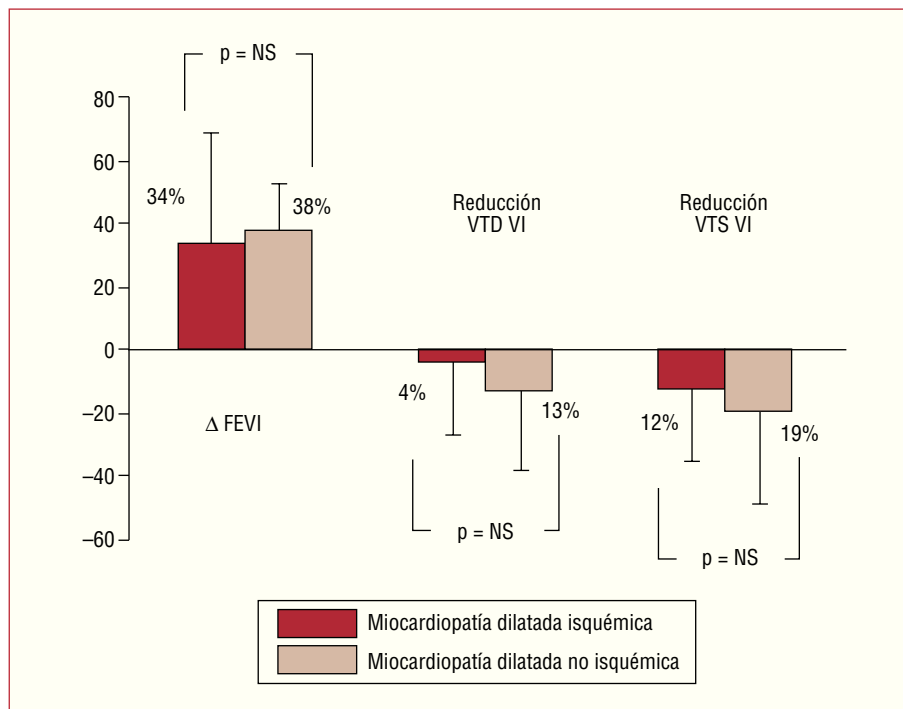 p = NS
80
60
40
20
0
–20
–40
–60
34%
38%
Δ FEVI
Reducción
VTD VI
4%
13%
p = NS
Reducción
VTS VI
12%
19%
p = NS
Miocardiopatía dilatada isquémica
Miocardiopatía dilatada no isquémica